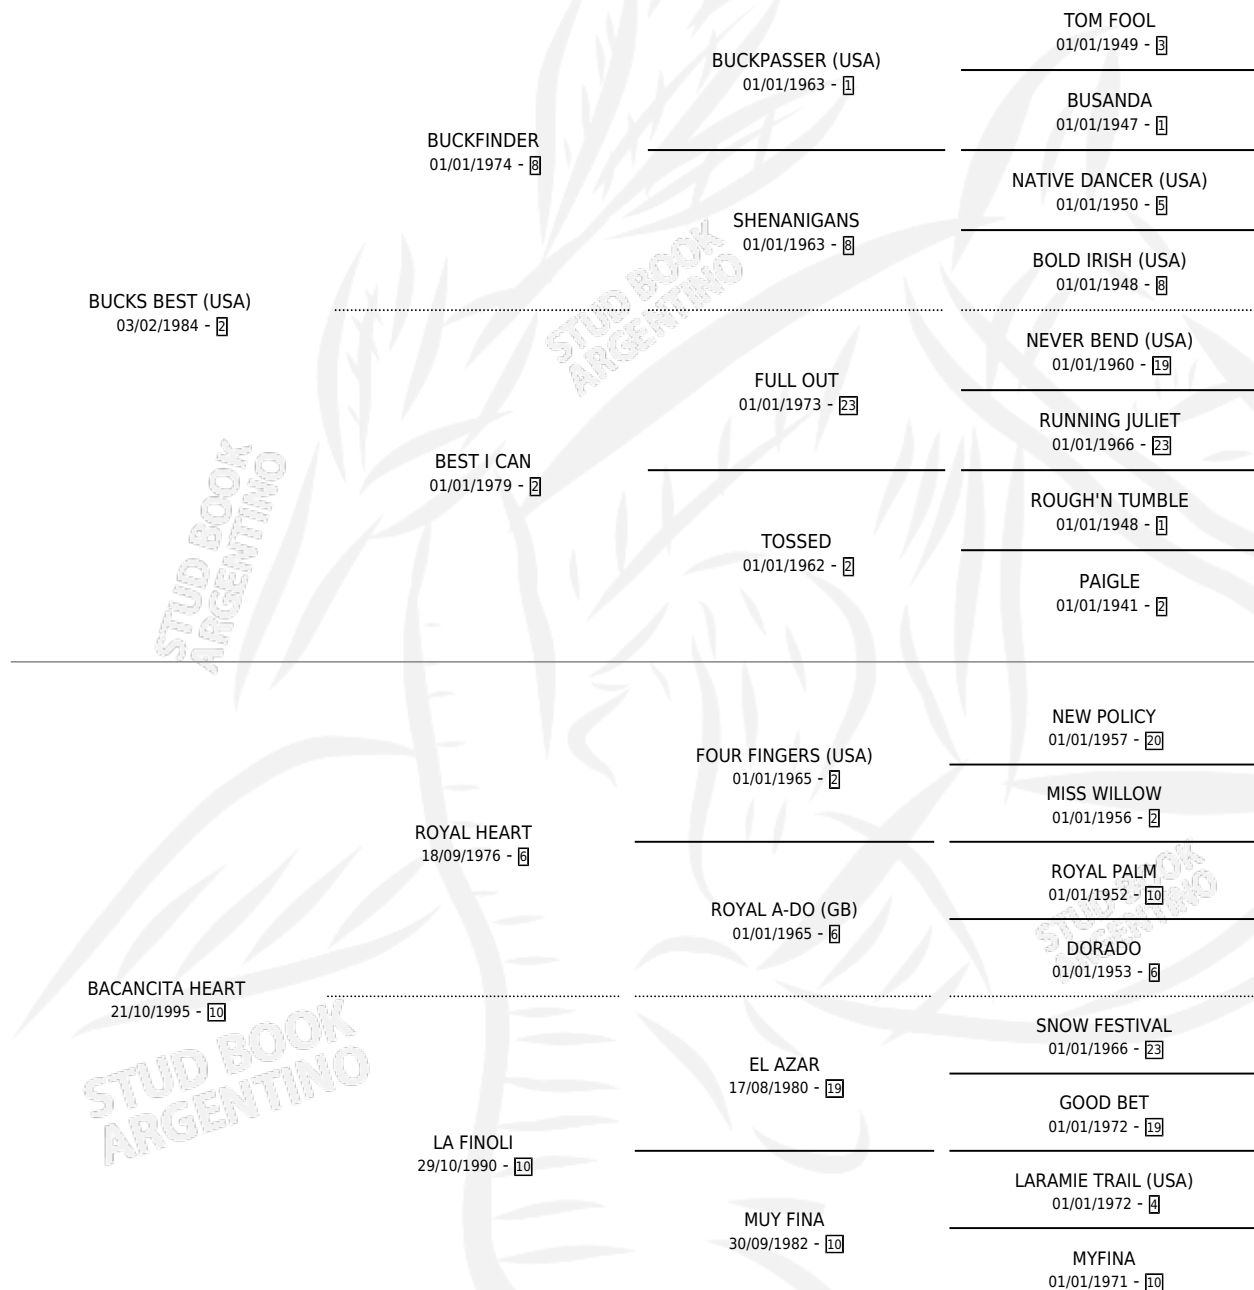 TOM FOOL
01/01/1949 - 3
BUCKPASSER (USA)
01/01/1963 - 1
BUSANDA
01/01/1947 - 1
BUCKFINDER
01/01/1974 - 8
NATIVE DANCER (USA)
01/01/1950 - 5
SHENANIGANS
01/01/1963 - 8
BOLD IRISH (USA)
01/01/1948 - 8
BUCKS BEST (USA)
03/02/1984 - 2
NEVER BEND (USA)
01/01/1960 - 19
FULL OUT
01/01/1973 - 23
RUNNING JULIET
01/01/1966 - 23
BEST I CAN
01/01/1979 - 2
ROUGH'N TUMBLE
01/01/1948 - 1
TOSSED
01/01/1962 - 2
PAIGLE
01/01/1941 - 2
NEW POLICY
01/01/1957 - 20
FOUR FINGERS (USA)
01/01/1965 - 2
MISS WILLOW
01/01/1956 - 2
ROYAL HEART
18/09/1976 - 6
ROYAL PALM
01/01/1952 - 10
ROYAL A-DO (GB)
01/01/1965 - 6
DORADO
01/01/1953 - 6
BACANCITA HEART
21/10/1995 - 10
SNOW FESTIVAL
01/01/1966 - 23
EL AZAR
17/08/1980 - 19
GOOD BET
01/01/1972 - 19
LA FINOLI
29/10/1990 - 10
LARAMIE TRAIL (USA)
01/01/1972 - 4
MUY FINA
30/09/1982 - 10
MYFINA
01/01/1971 - 10
STUD BOOK
ARGENTINO
STUD BOOK
ARGENTINO
STUD BOOK
ARGENTINO
STUD BOOK
ARGENTINO